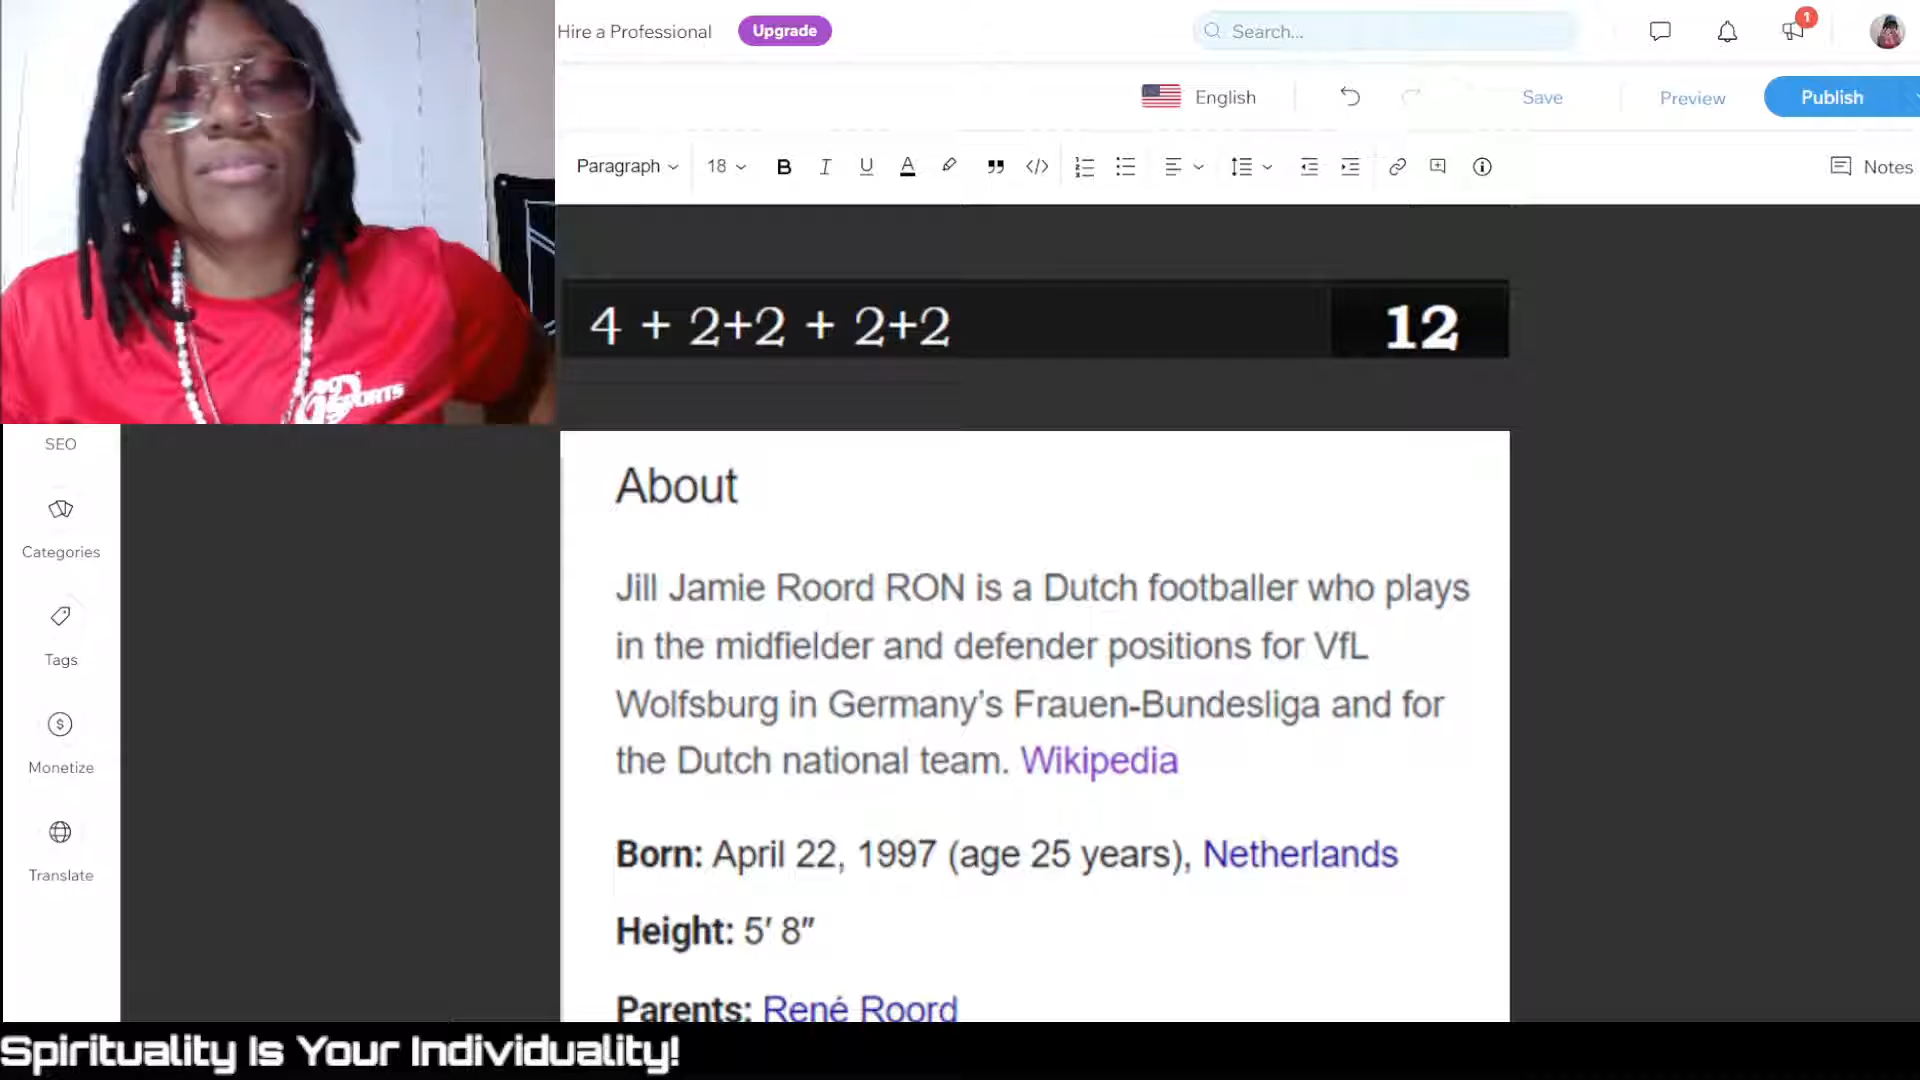 Hire a Professional
Upgrade
Search...
1
English
Save
Preview
Publish
Paragraph
18
B
I
U
A
Notes
4 + 2+2 + 2+2
12
SPORTS
SEO
Categories
Tags
Monetize
Translate
About
Jill Jamie Roord RON is a Dutch footballer who plays
in the midfielder and defender positions for VfL
Wolfsburg in Germany's Frauen-Bundesliga and for
the Dutch national team. Wikipedia
Born: April 22, 1997 (age 25 years), Netherlands
Height: 5′ 8″
Parents: René Roord
Spirituality Is Your Individuality!